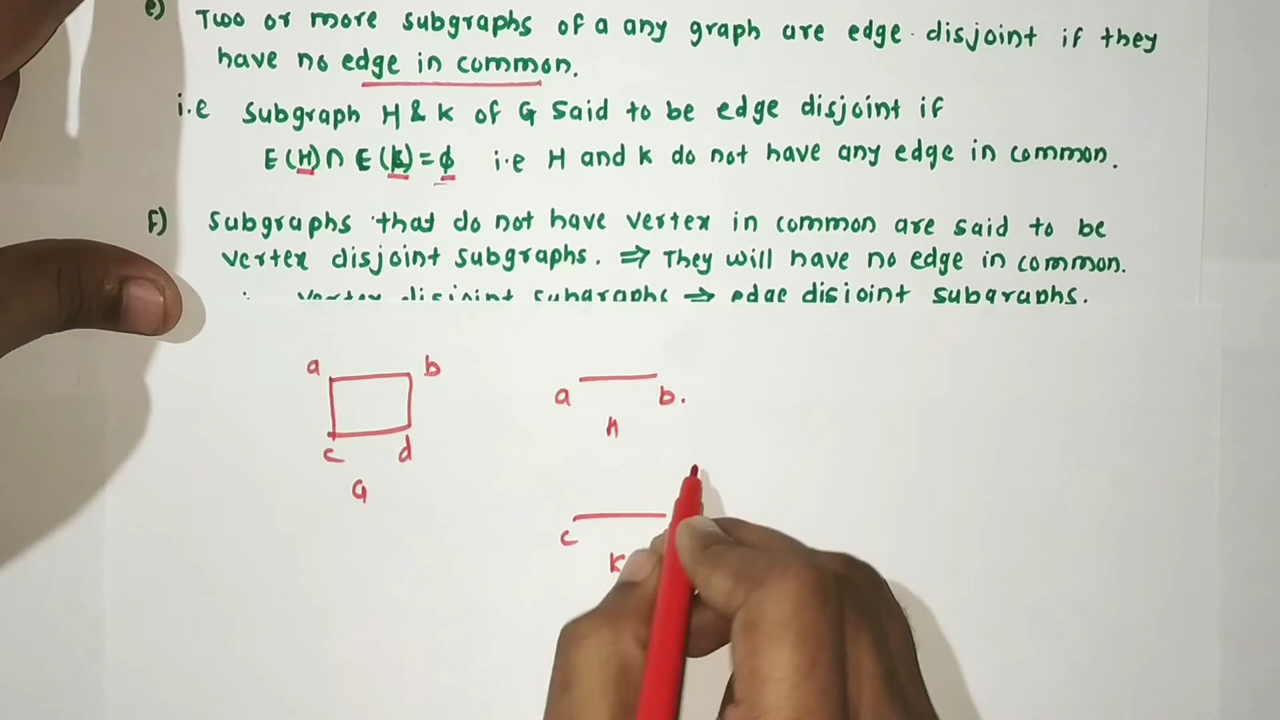 e) Two or more subgraphs of a any graph are edge-disjoint if they
have no edge in common.
i.e Subgraph H & K of G Said to be edge disjoint if
E(H)∩ E(K)=ϕ i.e H and K do not have any edge in common.
f) Subgraphs that do not have vertex in common are said to be
vertex disjoint subgraphs. ⇒ They will have no edge in common.
vertex disjoint subgraphs ⇒ edge disjoint subgraphs.
a b
c d
G
a b.
H
c
K